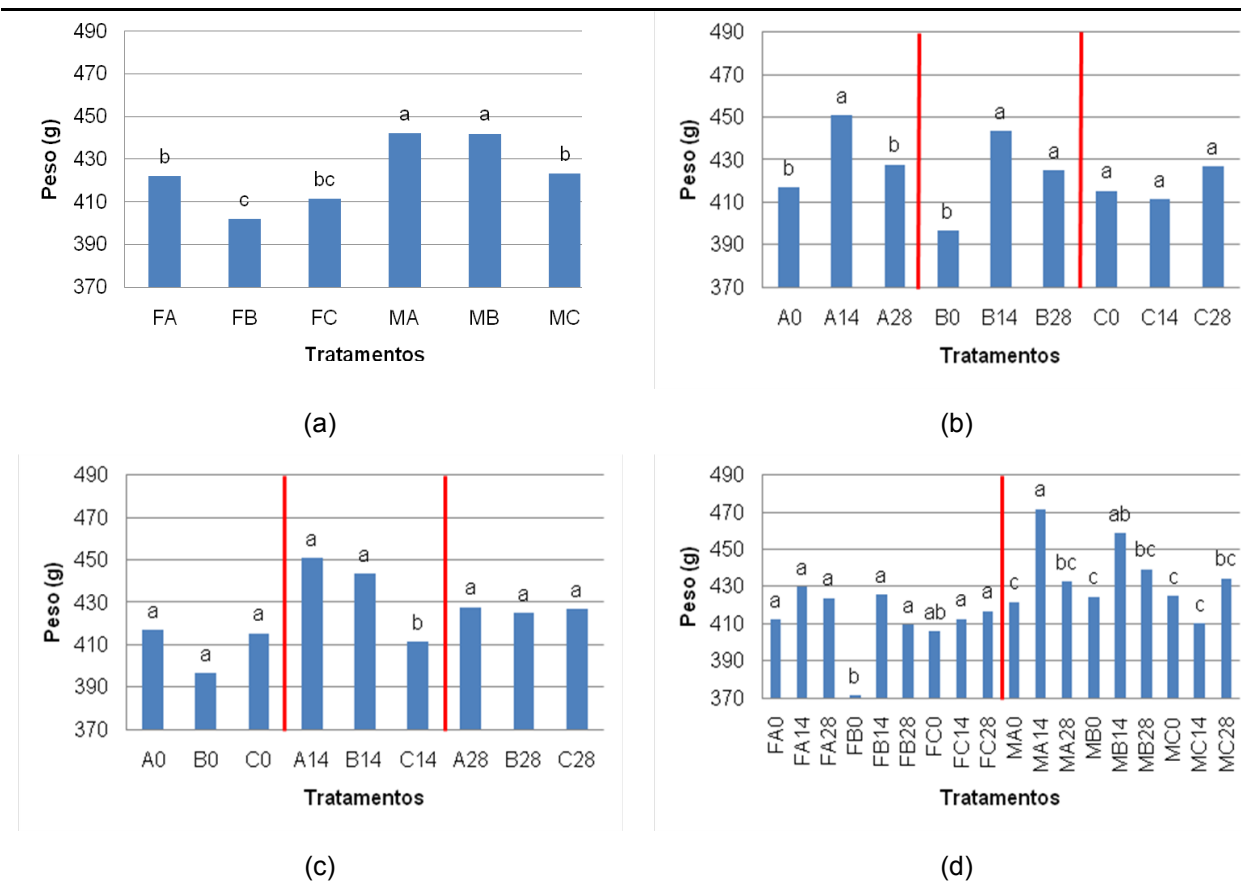 490
470
450
430
410
390
370
Peso (g)
b
c
bc
a
a
b
FA FB FC MA MB MC
Tratamentos
(a)
490
470
450
430
410
390
370
Peso (g)
b
a
b
b
a
a
a
a
a
A0 A14 A28 B0 B14 B28 C0 C14 C28
Tratamentos
(b)
490
470
450
430
410
390
370
Peso (g)
a
a
a
a
a
b
a
a
a
A0 B0 C0 A14 B14 C14 A28 B28 C28
Tratamentos
(c)
490
470
450
430
410
390
370
Peso (g)
a
a
a
b
a
a
ab
a
a
c
a
bc
c
ab
bc
c
c
bc
FA0
FA14
FA28
FB0
FB14
FB28
FC0
FC14
FC28
MA0
MA14
MA28
MB0
MB14
MB28
MC0
MC14
MC28
Tratamentos
(d)